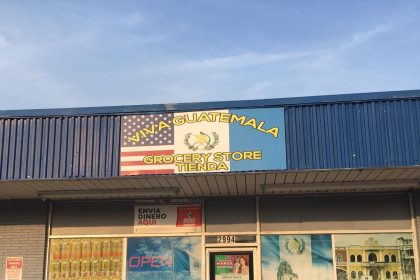 VIVA GUATEMALA
GROCERY STORE
TIENDA
ENVIA
DINERO
AQUI
2994
OPEN